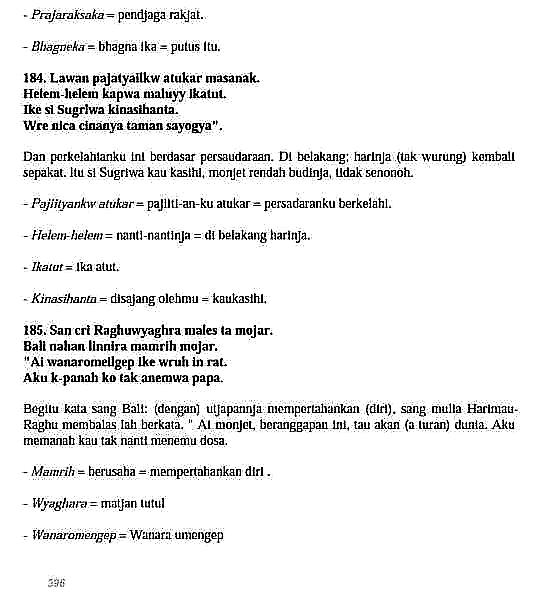 - Prajaraksaka = pendjaga rakjat.
- Bhagneka = bhagna ika = putus itu.
184. Lawan pajatyaiikw atukar masanak.
Helem-helem kapwa maluyy ikatut.
Ike si Sugriwa kinasihanta.
Wre nica cinanya taman sayogya".
Dan perkelahianku ini berdasar persaudaraan. Di belakang; harinja (tak wurung) kembali
sepakat. Itu si Sugriwa kau kasihi, monjet rendah budinja, tidak senonoh.
- Pajiityankw atukar = pajiiti-an-ku atukar = persadaranku berkelahi.
- Helem-helem = nanti-nantinja = di belakang harinja.
- Ikatut = ika atut.
- Kinasihanta = disajang olehmu = kaukasihi.
185. San cri Raghuwyaghra males ta mojar.
Bali nahan linnira mamrih mojar.
"Ai wanaromeilgep ike wruh in rat.
Aku k-panah ko tak anemwa papa.
Begitu kata sang Bali: (dengan) utjapannja mempertahankan (diri), sang mulia Harimau-
Raghu membalas lah berkata. " Ai monjet, beranggapan ini, tau akan (a turan) dunia. Aku
memanah kau tak nanti menemu dosa.
- Mamrih = berusaha = mempertahankan diri .
- Wyaghara = matjan tutul
- Wanaromengep = Wanara umengep
396